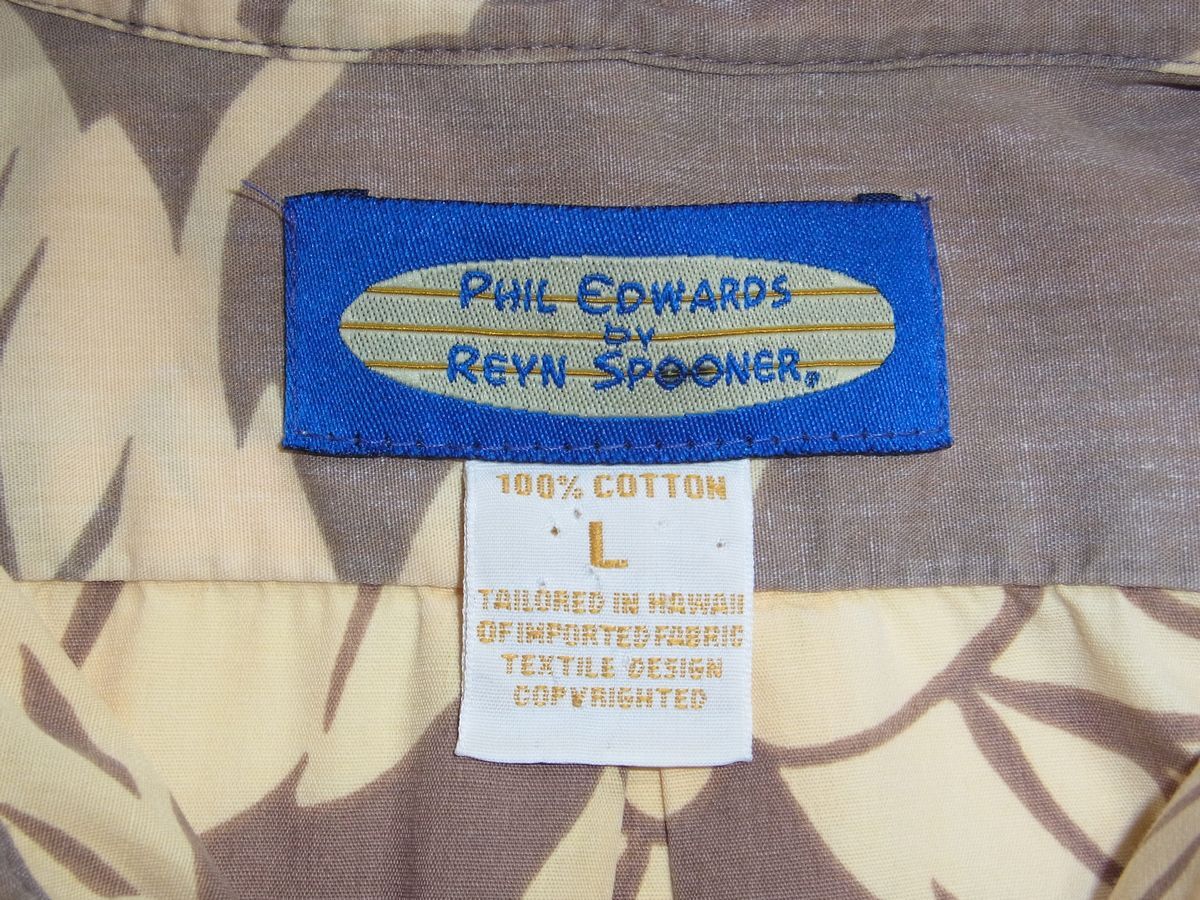 PHIL EDWARDS
by
REYN SPOONER.
100% COTTON
L
TAILORED IN HAWAII
OF IMPORTED FABRIC
TEXTILE DESIGN
COPYRIGHTED